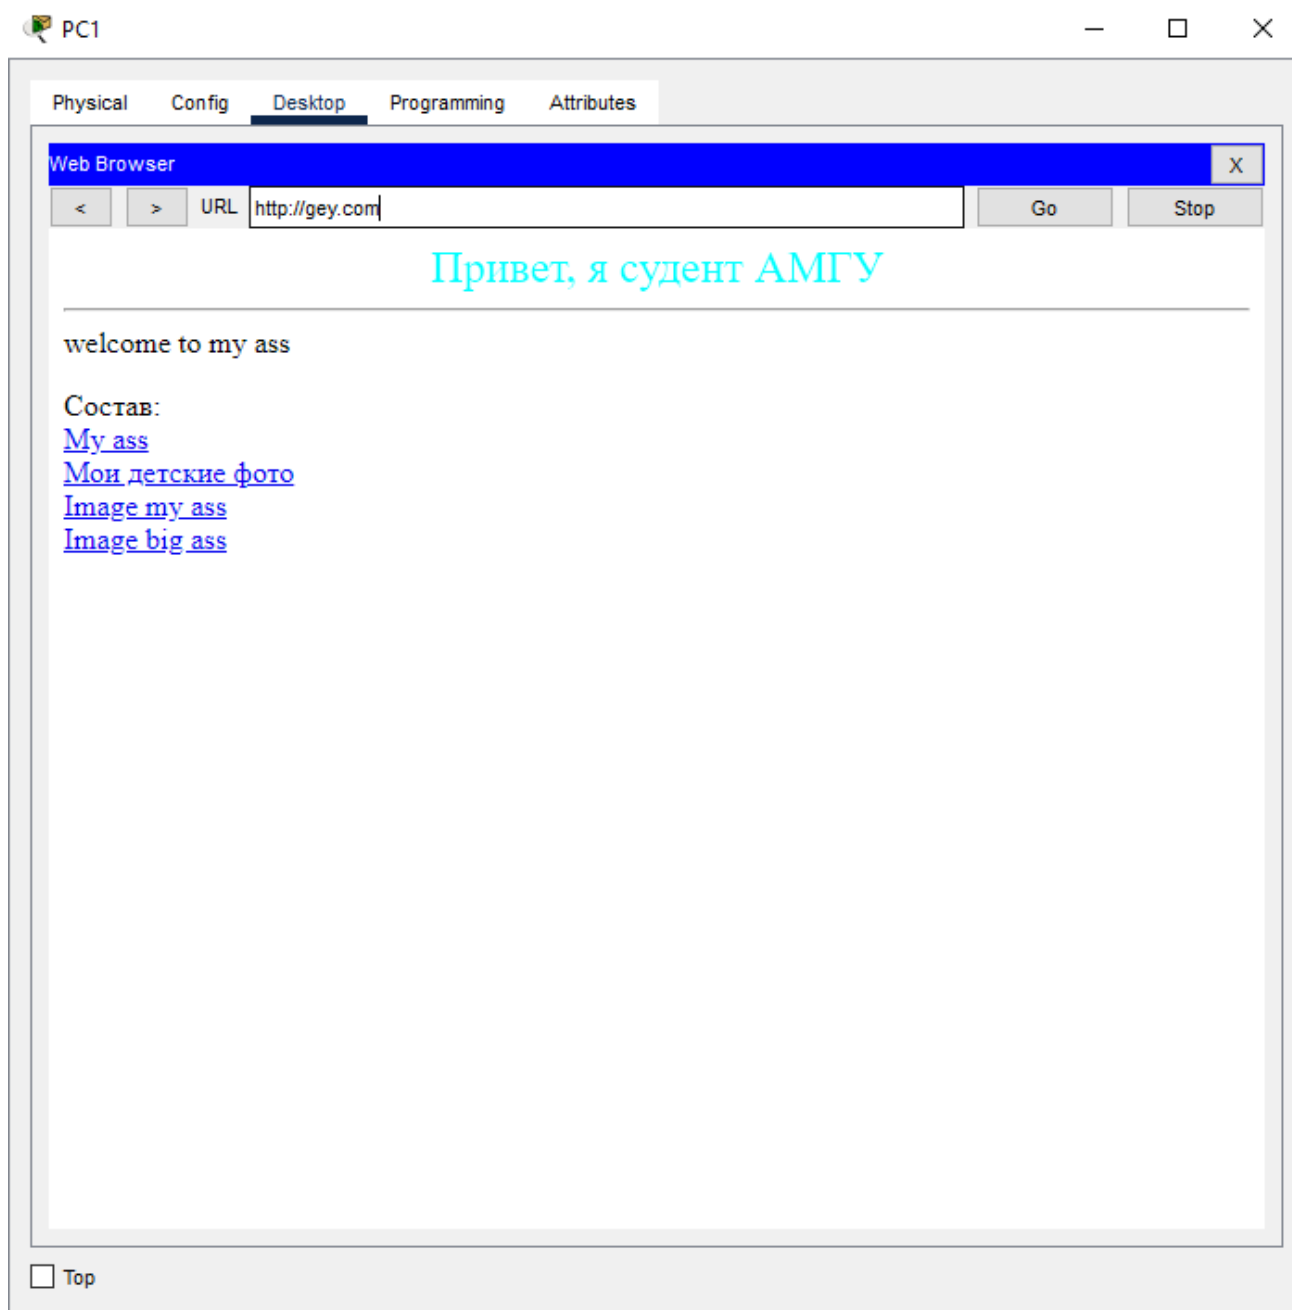 PC1
Physical Config Desktop Programming Attributes
Web Browser X
< > URL http://gey.com Go Stop
Привет, я судент АМГУ
welcome to my ass
Состав:
My ass
Мои детские фото
Image my ass
Image big ass
Top